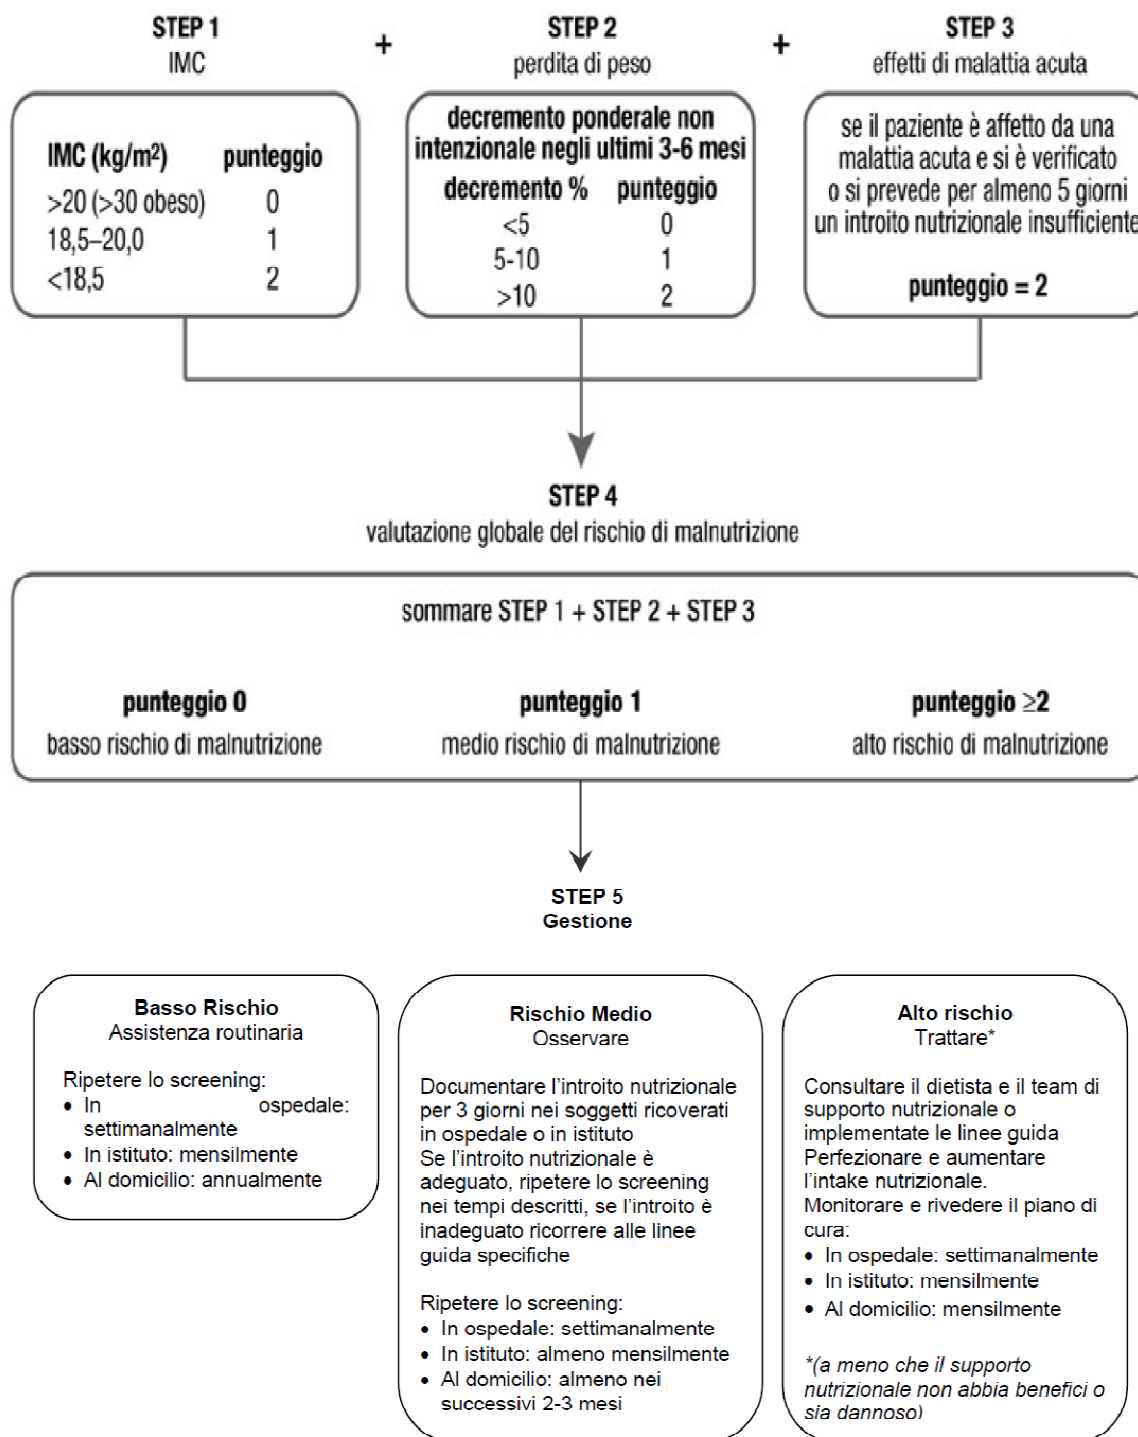 STEP 1
IMC
+
STEP 2
perdita di peso
+
STEP 3
effetti di malattia acuta
IMC (kg/m²) punteggio
>20 (>30 obeso) 0
18,5–20,0 1
<18,5 2
decremento ponderale non
intenzionale negli ultimi 3-6 mesi
decremento % punteggio
<5 0
5-10 1
>10 2
se il paziente è affetto da una
malattia acuta e si è verificato
o si prevede per almeno 5 giorni
un introito nutrizionale insufficiente
punteggio = 2
STEP 4
valutazione globale del rischio di malnutrizione
sommare STEP 1 + STEP 2 + STEP 3
punteggio 0
basso rischio di malnutrizione
punteggio 1
medio rischio di malnutrizione
punteggio ≥2
alto rischio di malnutrizione
STEP 5
Gestione
Basso Rischio
Assistenza routinaria
Ripetere lo screening:
• In ospedale:
settimanalmente
• In istituto: mensilmente
• Al domicilio: annualmente
Rischio Medio
Osservare
Documentare l'introito nutrizionale
per 3 giorni nei soggetti ricoverati
in ospedale o in istituto
Se l'introito nutrizionale è
adeguato, ripetere lo screening
nei tempi descritti, se l'introito è
inadeguato ricorrere alle linee
guida specifiche
Ripetere lo screening:
• In ospedale: settimanalmente
• In istituto: almeno mensilmente
• Al domicilio: almeno nei
successivi 2-3 mesi
Alto rischio
Trattare*
Consultare il dietista e il team di
supporto nutrizionale o
implementate le linee guida
Perfezionare e aumentare
l'intake nutrizionale.
Monitorare e rivedere il piano di
cura:
• In ospedale: settimanalmente
• In istituto: mensilmente
• Al domicilio: mensilmente
*(a meno che il supporto
nutrizionale non abbia benefici o
sia dannoso)